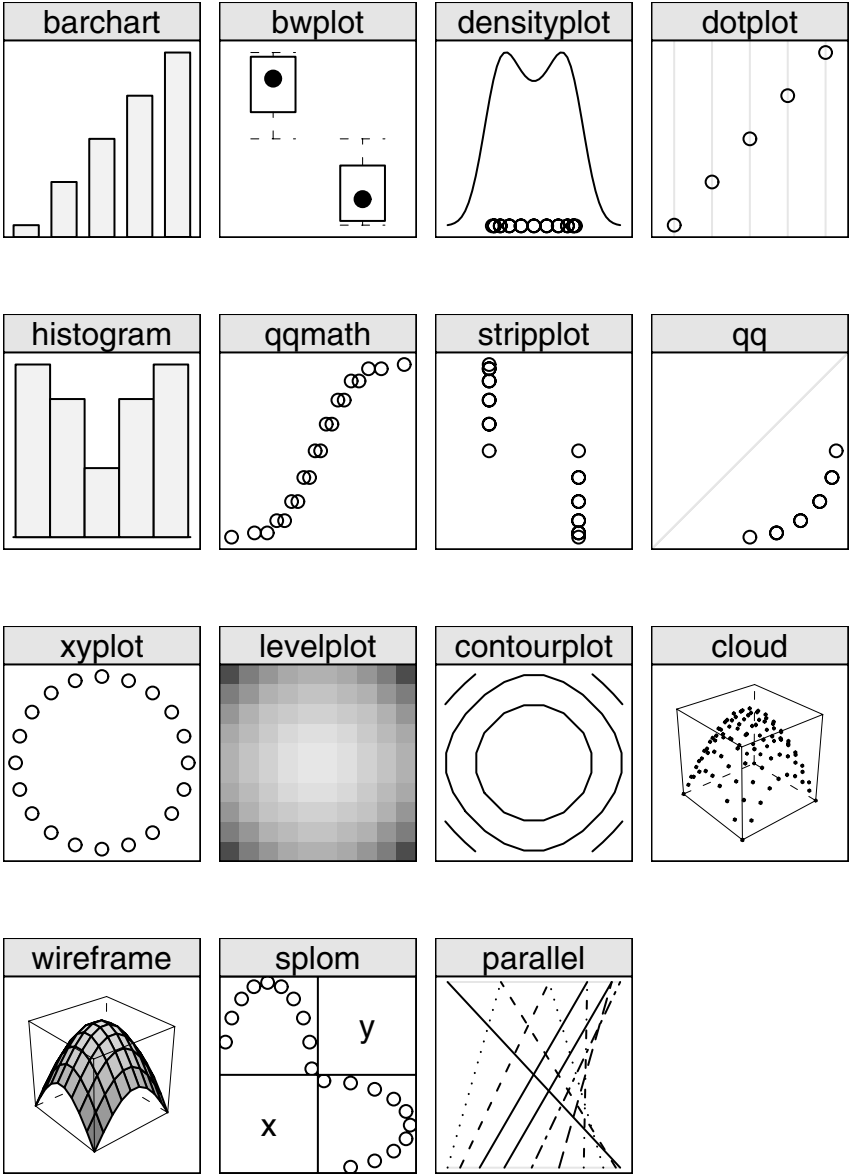 barchart
bwplot
densityplot
dotplot
histogram
qqmath
stripplot
qq
xyplot
levelplot
contourplot
cloud
wireframe
splom
parallel
y
x